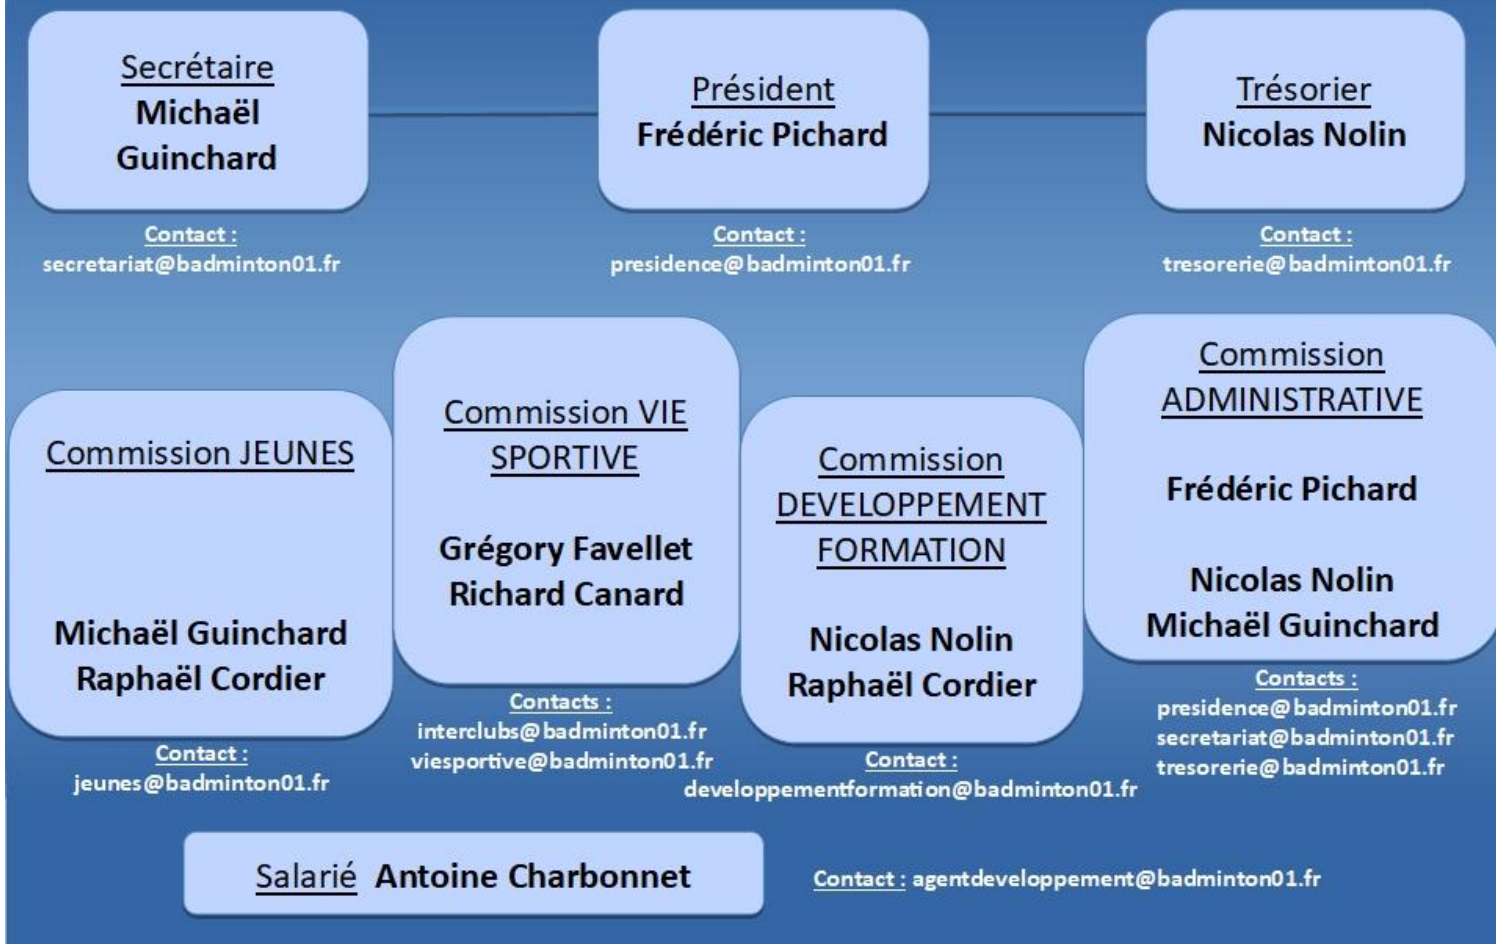 Secrétaire
Michaël
Guinchard
Contact :
secretariat@badminton01.fr
Président
Frédéric Pichard
Contact :
presidence@badminton01.fr
Trésorier
Nicolas Nolin
Contact :
tresorerie@badminton01.fr
Commission JEUNES
Michaël Guinchard
Raphaël Cordier
Contact :
jeunes@badminton01.fr
Commission VIE
SPORTIVE
Grégory Favellet
Richard Canard
Contacts :
interclubs@badminton01.fr
viesportive@badminton01.fr
Commission
DEVELOPPEMENT
FORMATION
Nicolas Nolin
Raphaël Cordier
Contact :
developpementformation@badminton01.fr
Commission
ADMINISTRATIVE
Frédéric Pichard
Nicolas Nolin
Michaël Guinchard
Contacts :
presidence@badminton01.fr
secretariat@badminton01.fr
tresorerie@badminton01.fr
Salarié Antoine Charbonnet
Contact : agentdeveloppement@badminton01.fr